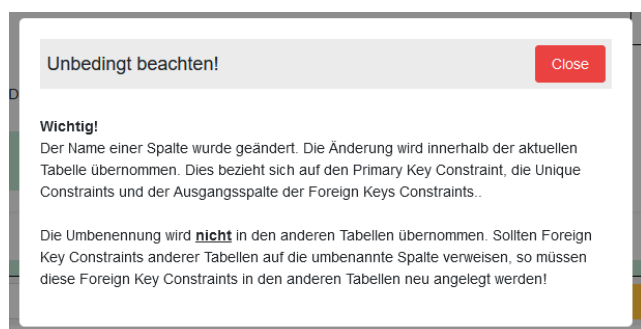 Unbedingt beachten!
Close
D
Wichtig!
Der Name einer Spalte wurde geändert. Die Änderung wird innerhalb der aktuellen
Tabelle übernommen. Dies bezieht sich auf den Primary Key Constraint, die Unique
Constraints und der Ausgangsspalte der Foreign Keys Constraints..
Die Umbenennung wird nicht in den anderen Tabellen übernommen. Sollten Foreign
Key Constraints anderer Tabellen auf die umbenannte Spalte verweisen, so müssen
diese Foreign Key Constraints in den anderen Tabellen neu angelegt werden!